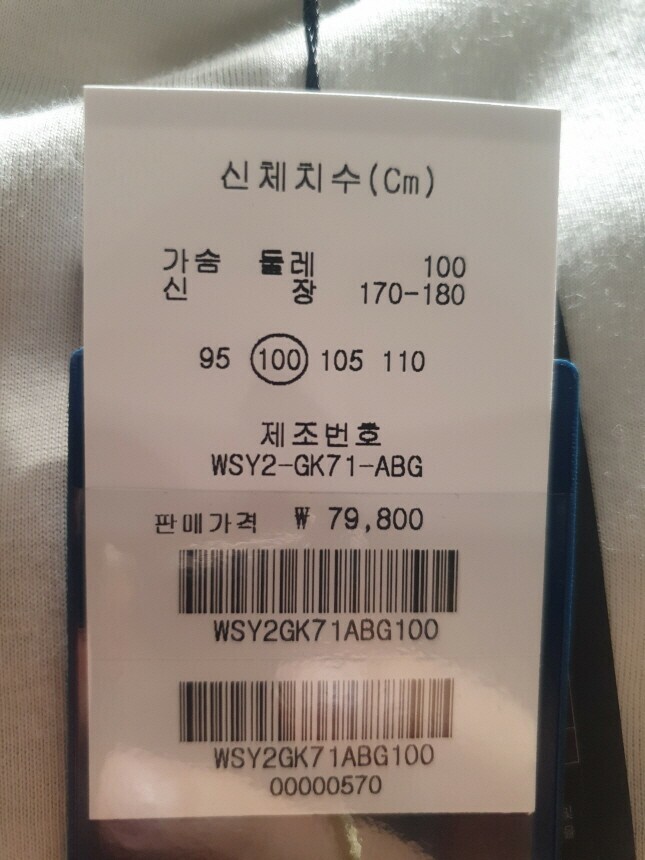 신체치수(Cm)
가슴 둘레 100
신 장 170-180
95 100 105 110
제조번호
WSY2-GK71-ABG
판매가격 ₩ 79,800
WSY2GK71ABG100
WSY2GK71ABG100
00000570